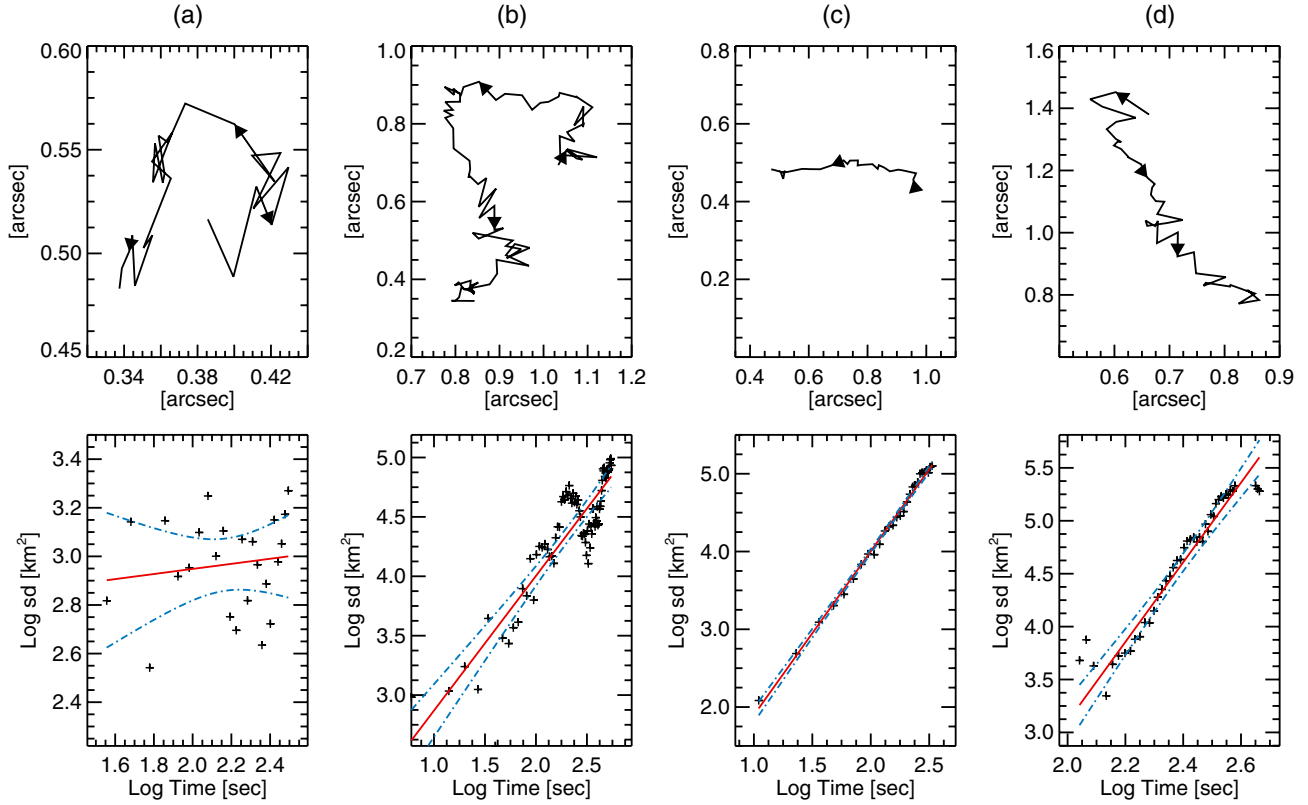 (a) (b) (c) (d)
0.60 0.55 0.50 0.45
[arcsec]
0.34 0.38 0.42
[arcsec]
1.0 0.8 0.6 0.4 0.2
[arcsec]
0.7 0.8 0.9 1.0 1.1 1.2
[arcsec]
0.8 0.6 0.4 0.2
[arcsec]
0.4 0.6 0.8 1.0
[arcsec]
1.6 1.4 1.2 1.0 0.8
[arcsec]
0.6 0.7 0.8 0.9
[arcsec]
3.4 3.2 3.0 2.8 2.6 2.4
Log sd [km²]
1.6 1.8 2.0 2.2 2.4
Log Time [sec]
5.0 4.5 4.0 3.5 3.0
Log sd [km²]
1.0 1.5 2.0 2.5
Log Time [sec]
5.0 4.0 3.0 2.0
Log sd [km²]
1.0 1.5 2.0 2.5
Log Time [sec]
5.5 5.0 4.5 4.0 3.5 3.0
Log sd [km²]
2.0 2.2 2.4 2.6
Log Time [sec]